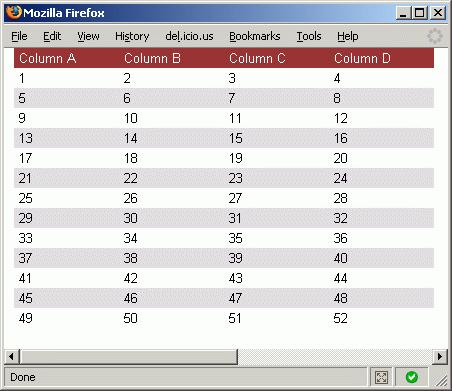 Mozilla Firefox
File Edit View History del.icio.us Bookmarks Tools Help
Column A Column B Column C Column D
1 2 3 4
5 6 7 8
9 10 11 12
13 14 15 16
17 18 19 20
21 22 23 24
25 26 27 28
29 30 31 32
33 34 35 36
37 38 39 40
41 42 43 44
45 46 47 48
49 50 51 52
Done